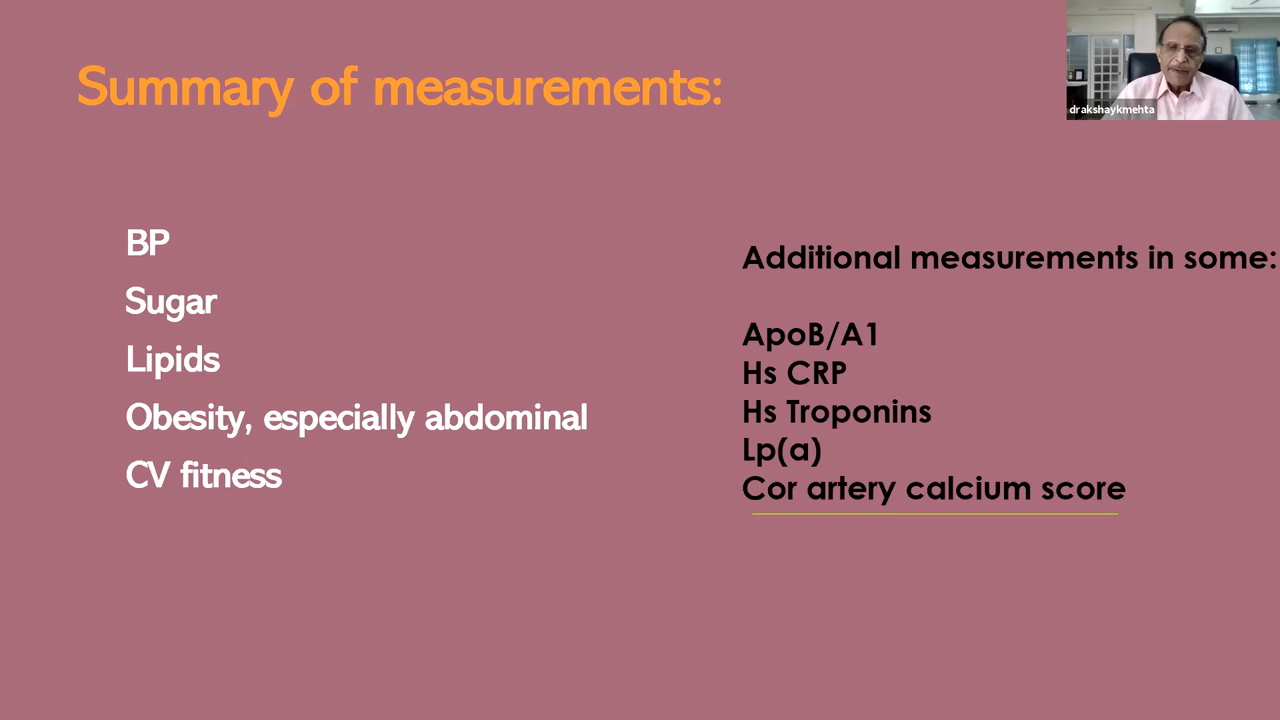 Summary of measurements:
drakshaykmehta
BP
Sugar
Lipids
Obesity, especially abdominal
CV fitness
Additional measurements in some:
ApoB/A1
Hs CRP
Hs Troponins
Lp(a)
Cor artery calcium score